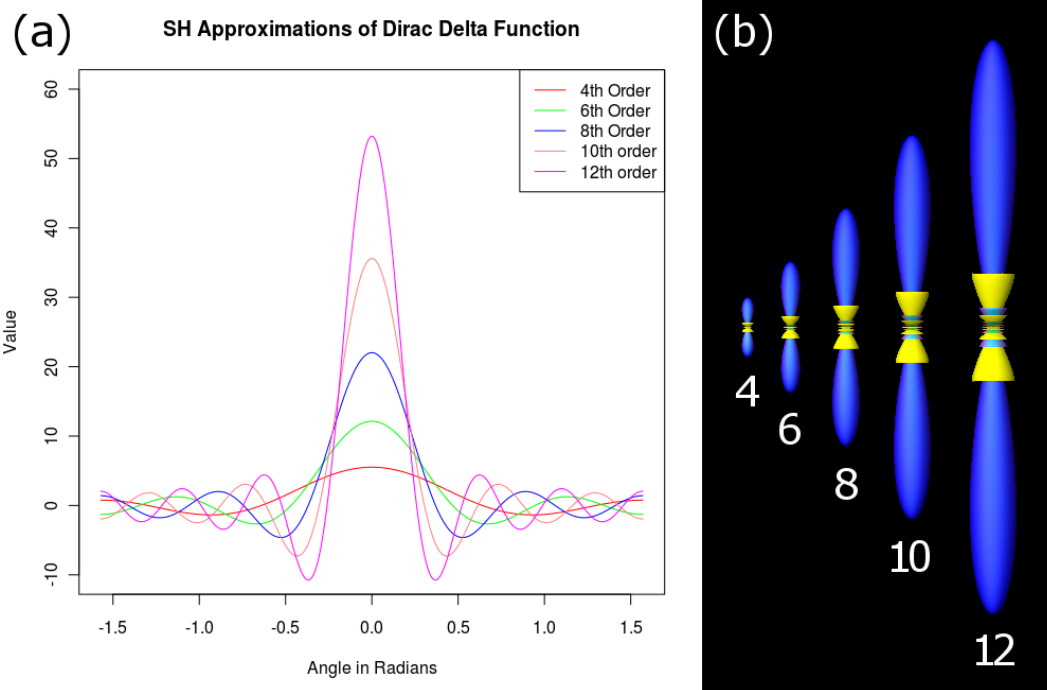 (a)
SH Approximations of Dirac Delta Function
4th Order
6th Order
8th Order
10th order
12th order
Value
60
50
40
30
20
10
0
-10
-1.5 -1.0 -0.5 0.0 0.5 1.0 1.5
Angle in Radians
(b)
4
6
8
10
12